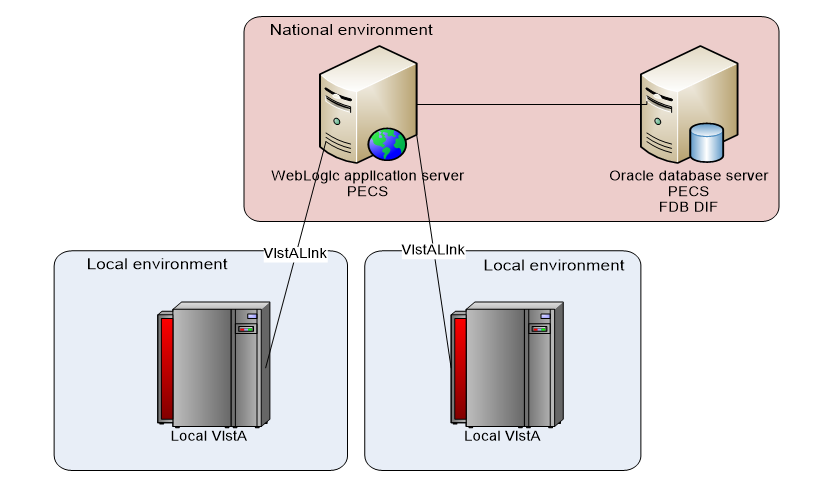 National environment
WebLogic application server
PECS
Oracle database server
PECS
FDB DIF
VistALink
VistALink
Local environment
Local environment
Local VistA
Local VistA